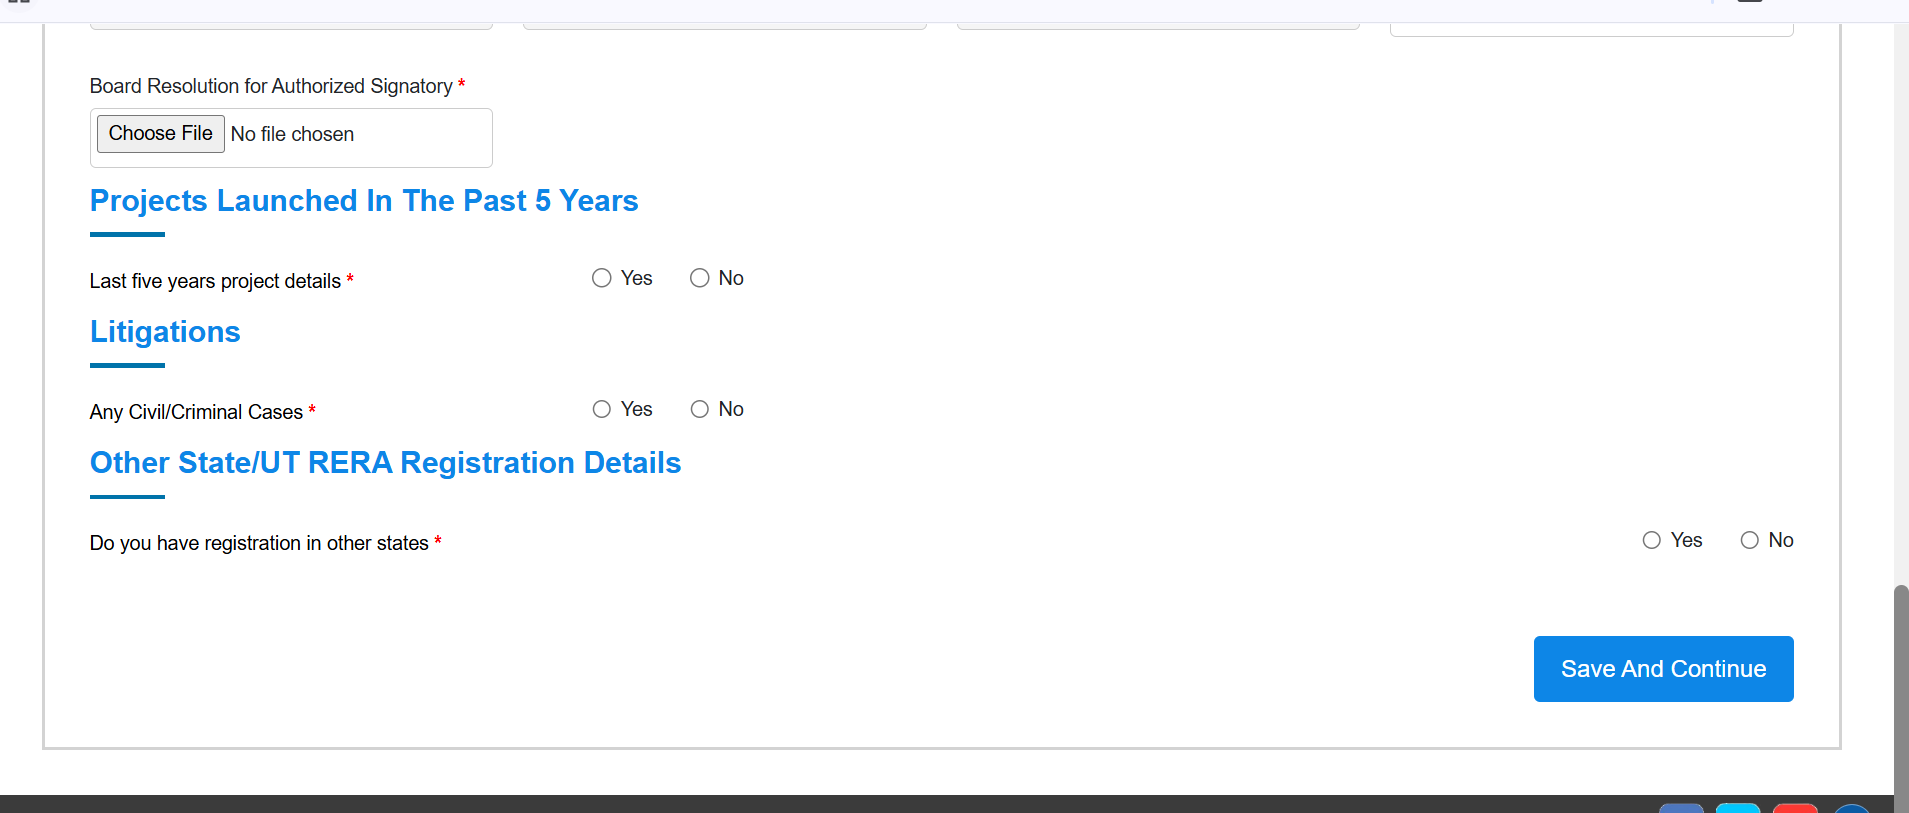 Board Resolution for Authorized Signatory *
Choose File No file chosen
Projects Launched In The Past 5 Years
Last five years project details * Yes No
Litigations
Any Civil/Criminal Cases * Yes No
Other State/UT RERA Registration Details
Do you have registration in other states * Yes No
Save And Continue